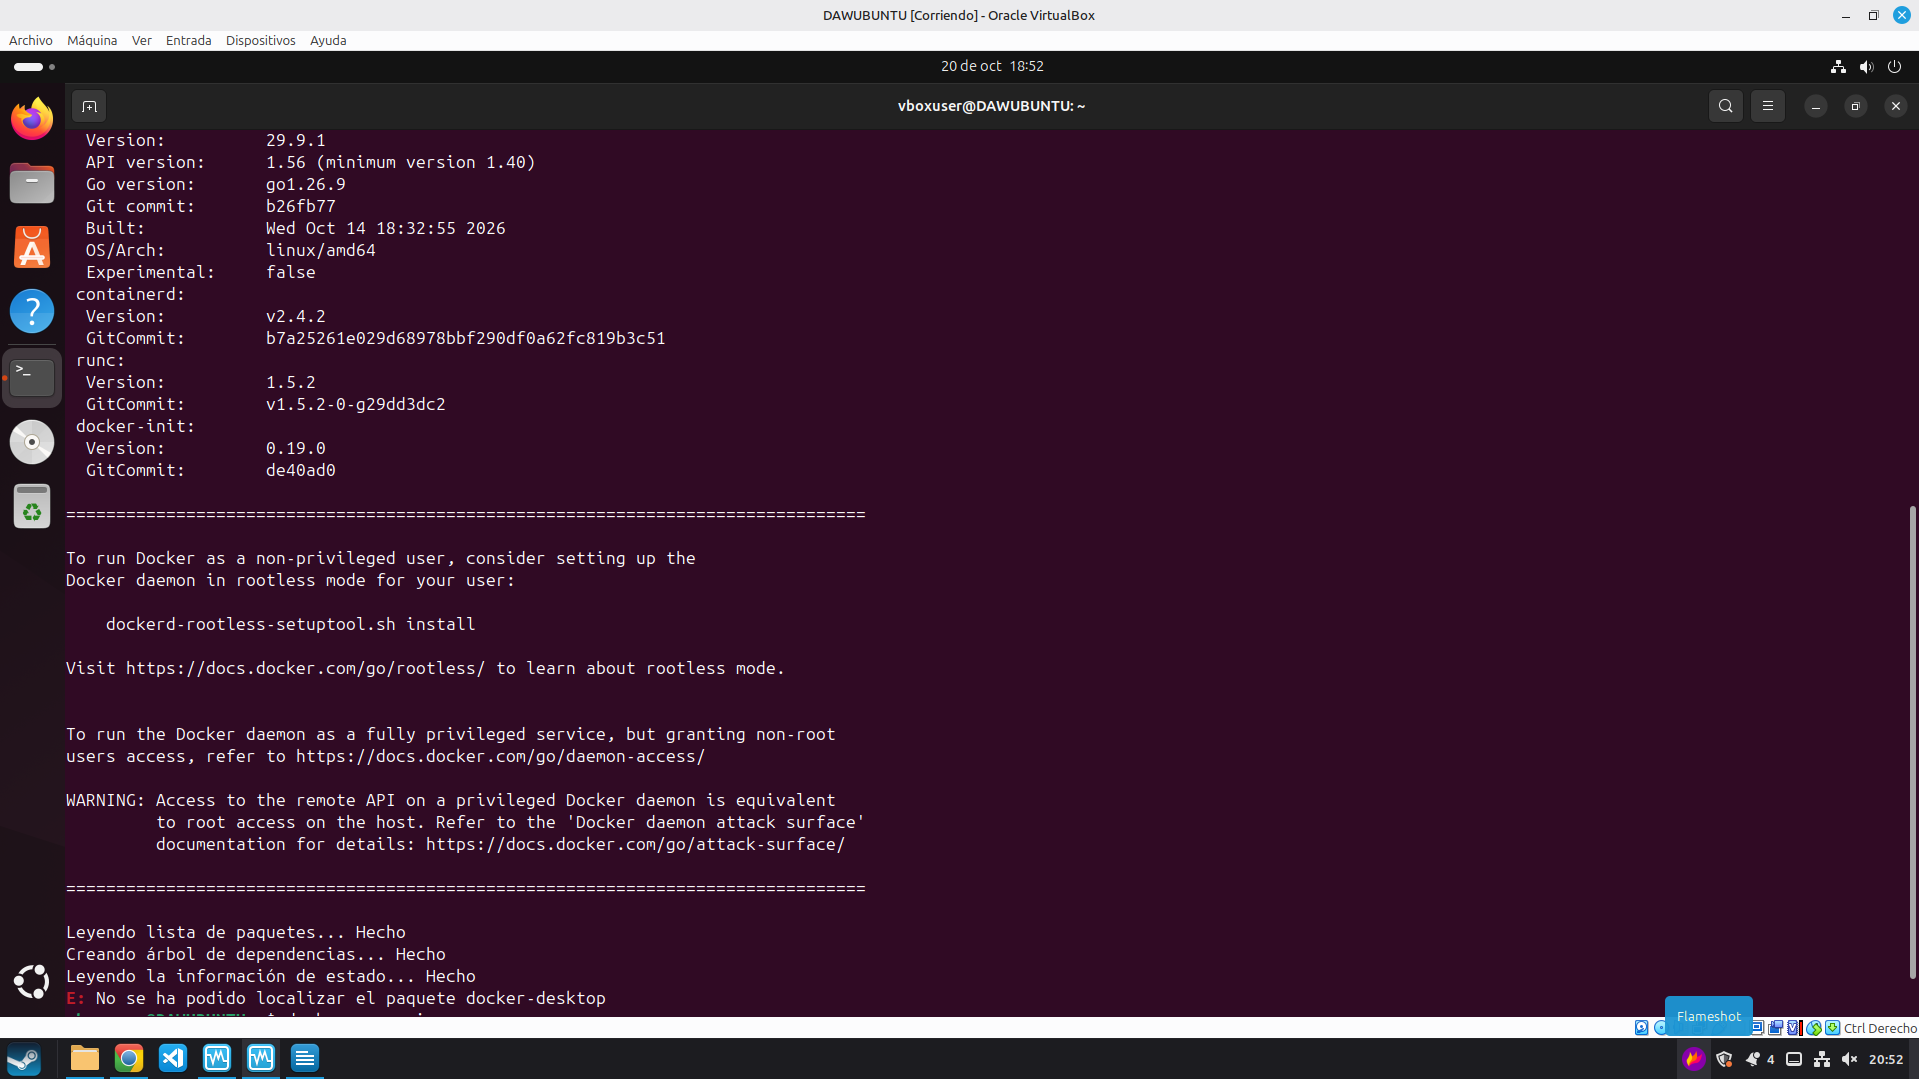 DAWUBUNTU [Corriendo] - Oracle VirtualBox
Archivo Máquina Ver Entrada Dispositivos Ayuda
20 de oct 18:52
vboxuser@DAWUBUNTU: ~
Version: 29.9.1
API version: 1.56 (minimum version 1.40)
Go version: go1.26.9
Git commit: b26fb77
Built: Wed Oct 14 18:32:55 2026
OS/Arch: linux/amd64
Experimental: false
containerd:
Version: v2.4.2
GitCommit: b7a25261e029d68978bbf290df0a62fc819b3c51
runc:
Version: 1.5.2
GitCommit: v1.5.2-0-g29dd3dc2
docker-init:
Version: 0.19.0
GitCommit: de40ad0
================================================================================
To run Docker as a non-privileged user, consider setting up the
Docker daemon in rootless mode for your user:
dockerd-rootless-setuptool.sh install
Visit https://docs.docker.com/go/rootless/ to learn about rootless mode.
To run the Docker daemon as a fully privileged service, but granting non-root
users access, refer to https://docs.docker.com/go/daemon-access/
WARNING: Access to the remote API on a privileged Docker daemon is equivalent
to root access on the host. Refer to the 'Docker daemon attack surface'
documentation for details: https://docs.docker.com/go/attack-surface/
================================================================================
Leyendo lista de paquetes... Hecho
Creando árbol de dependencias... Hecho
Leyendo la información de estado... Hecho
E: No se ha podido localizar el paquete docker-desktop
Flameshot
Ctrl Derecho
4
20:52